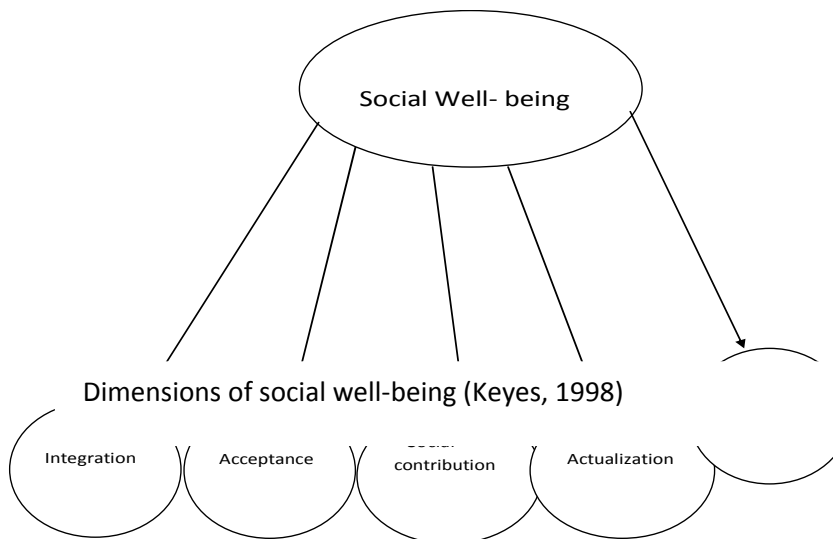 Social Well- being
Dimensions of social well-being (Keyes, 1998)
Integration
Acceptance
contribution
Actualization